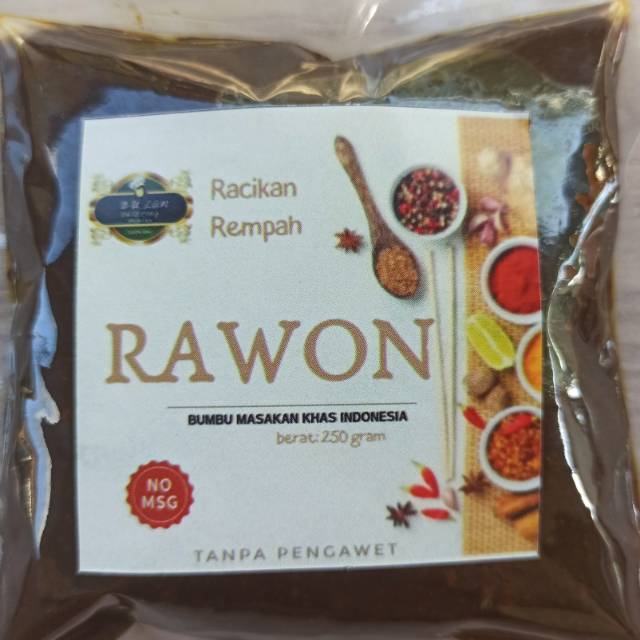 Racikan
Rempah
RAWON
BUMBU MASAKAN KHAS INDONESIA
berat: 250 gram
NO
MSG
TANPA PENGAWET